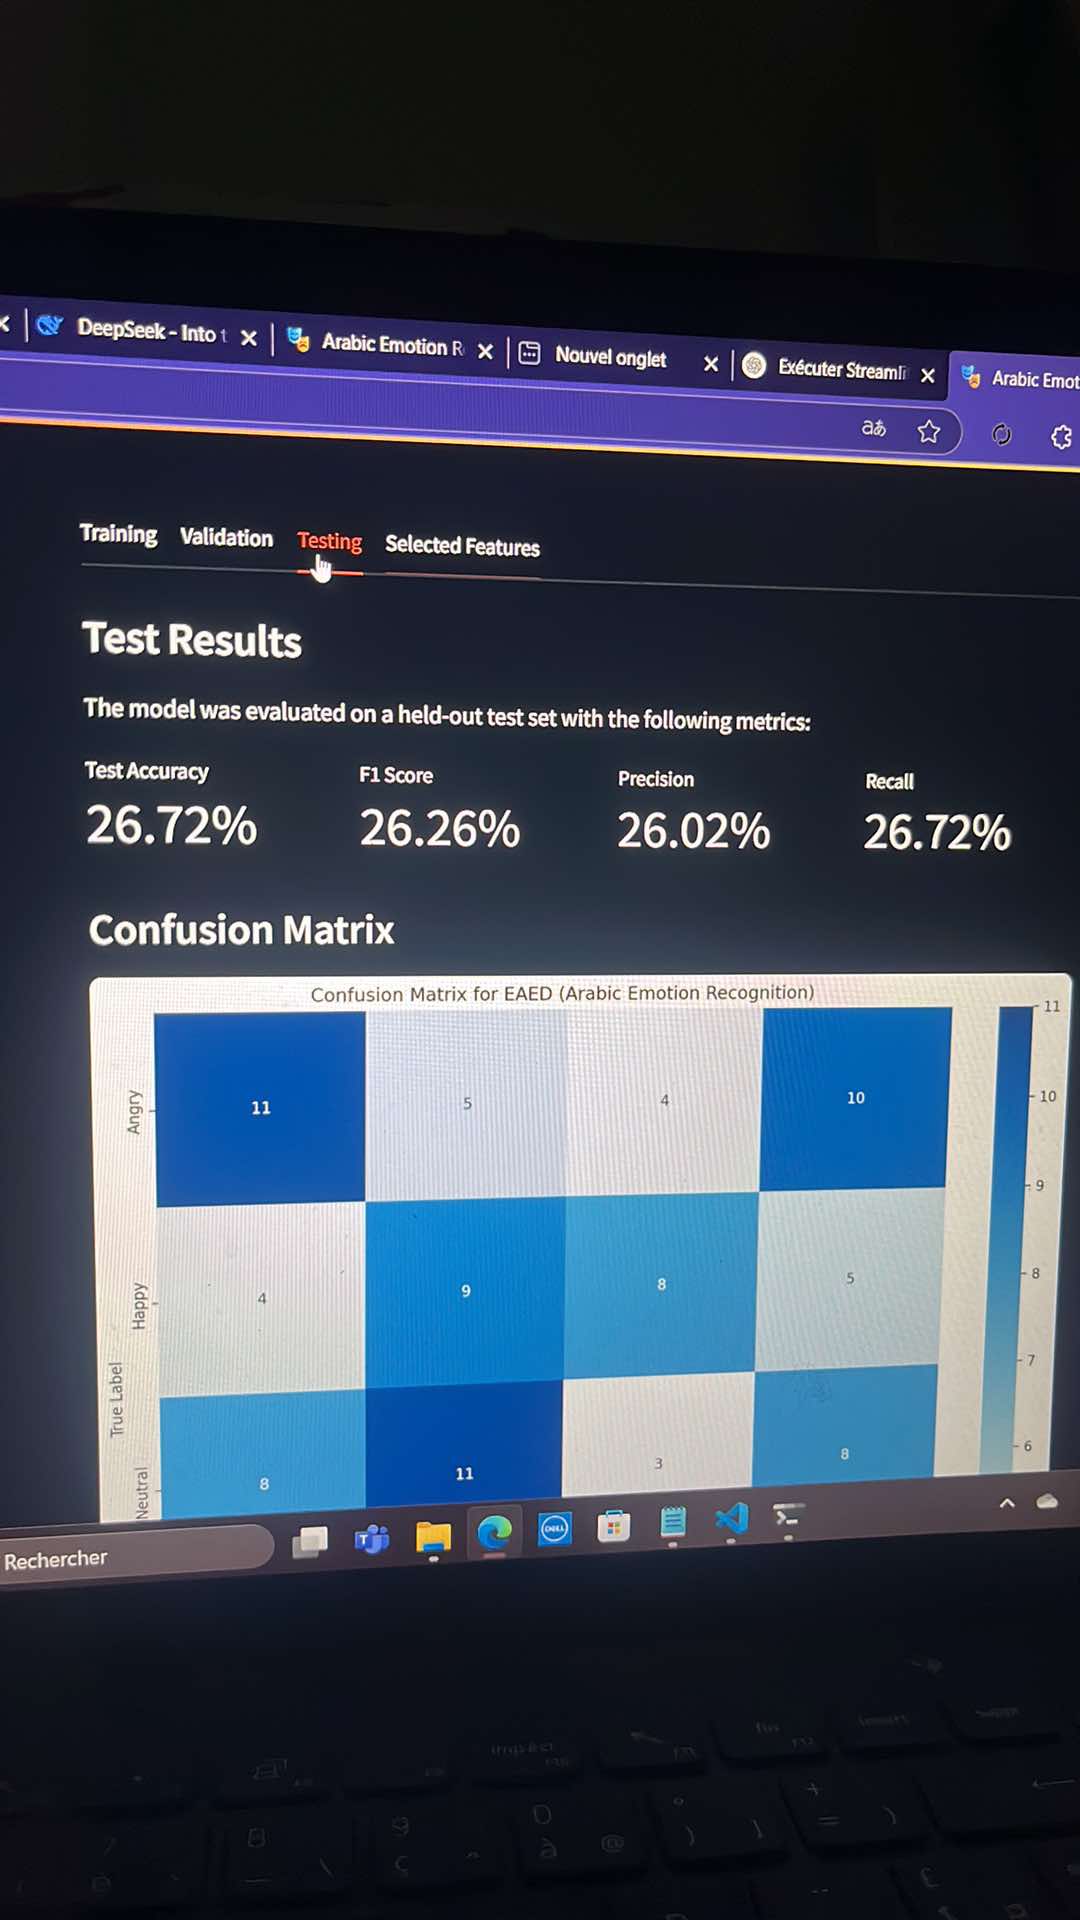 DeepSeek - Into t
Arabic Emotion R
Nouvel onglet
Exécuter Streamli
Arabic Emot
aあ
Training Validation Testing Selected Features
Test Results
The model was evaluated on a held-out test set with the following metrics:
Test Accuracy F1 Score Precision Recall
26.72% 26.26% 26.02% 26.72%
Confusion Matrix
Confusion Matrix for EAED (Arabic Emotion Recognition)
Angry 11 5 4 10
Happy 4 9 8 5
Neutral 8 11 3 8
True Label
11
10
9
8
7
6
Rechercher
DELL